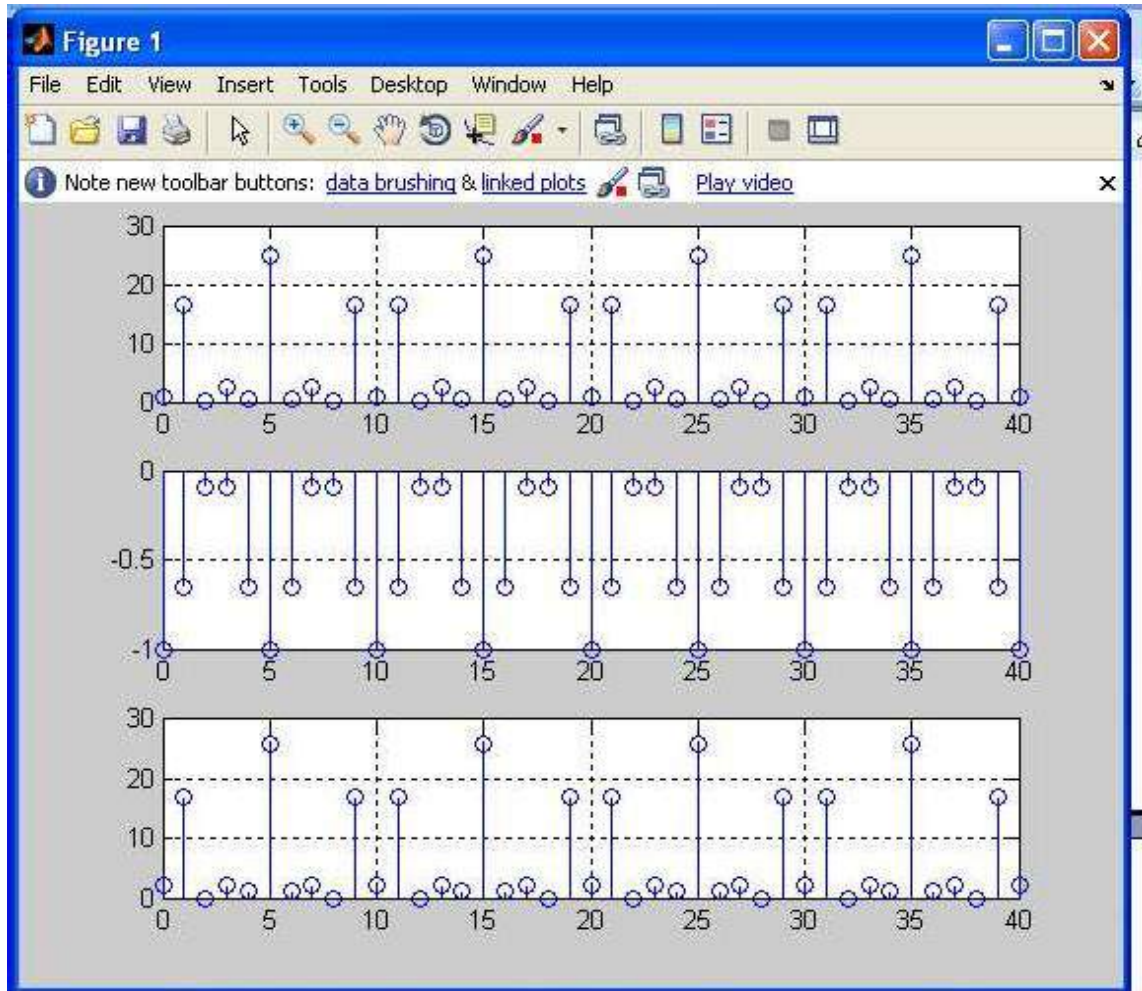 Figure 1
File Edit View Insert Tools Desktop Window Help
Note new toolbar buttons: data brushing & linked plots Play video
30
20
10
0
0 5 10 15 20 25 30 35 40
0
-0.5
-1
0 5 10 15 20 25 30 35 40
30
20
10
0
0 5 10 15 20 25 30 35 40